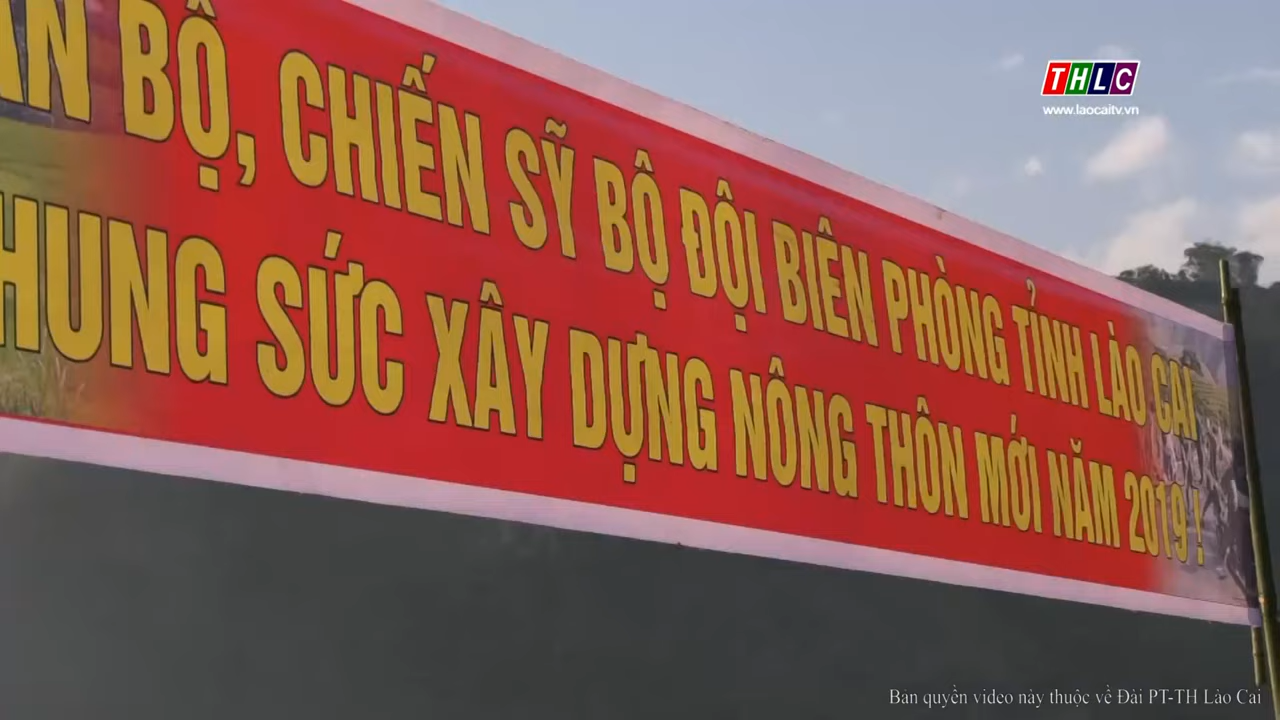 THLC
www.laocaitv.vn
ÁN BỘ, CHIẾN SỸ BỘ ĐỘI BIÊN PHÒNG TỈNH LÀO CAI
HUNG SỨC XÂY DỰNG NÔNG THÔN MỚI NĂM 2019 !
Bản quyền video này thuộc về Đài PT-TH Lào Cai